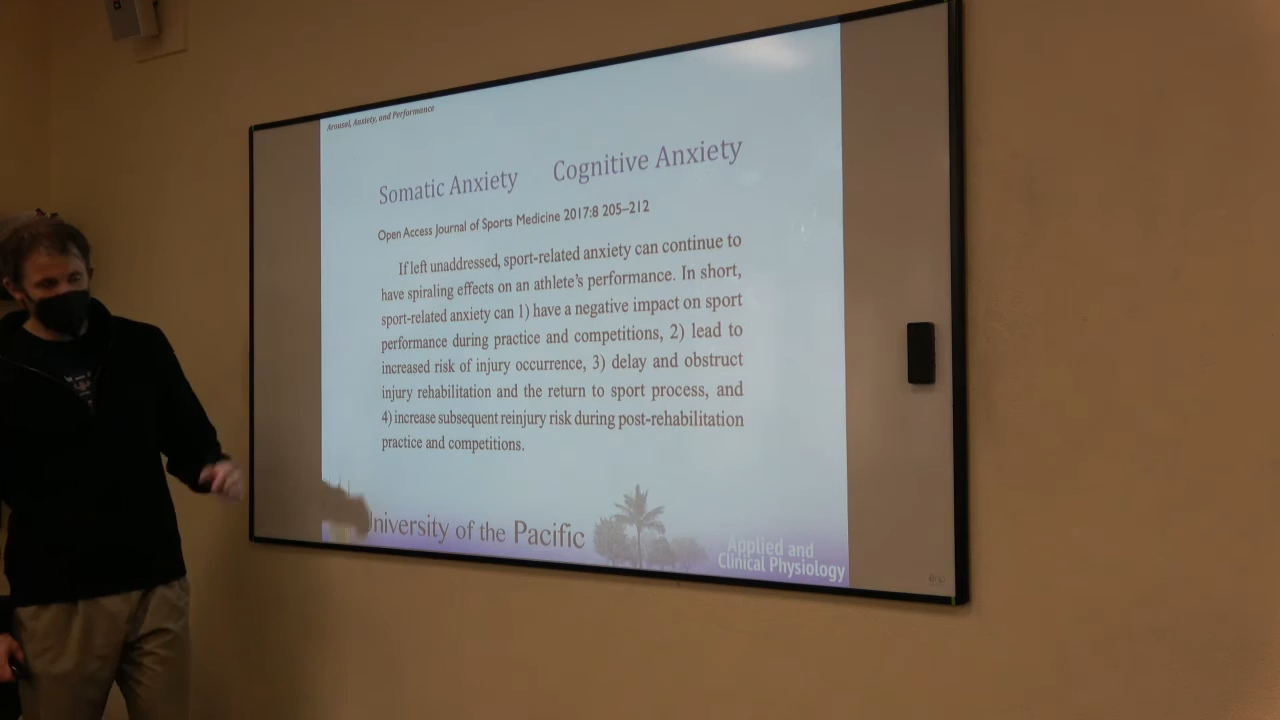 Arousal, Anxiety, and Performance
Somatic Anxiety Cognitive Anxiety
Open Access Journal of Sports Medicine 2017:8 205–212
If left unaddressed, sport-related anxiety can continue to
have spiraling effects on an athlete's performance. In short,
sport-related anxiety can 1) have a negative impact on sport
performance during practice and competitions, 2) lead to
increased risk of injury occurrence, 3) delay and obstruct
injury rehabilitation and the return to sport process, and
4) increase subsequent reinjury risk during post-rehabilitation
practice and competitions.
University of the Pacific
Applied and
Clinical Physiology